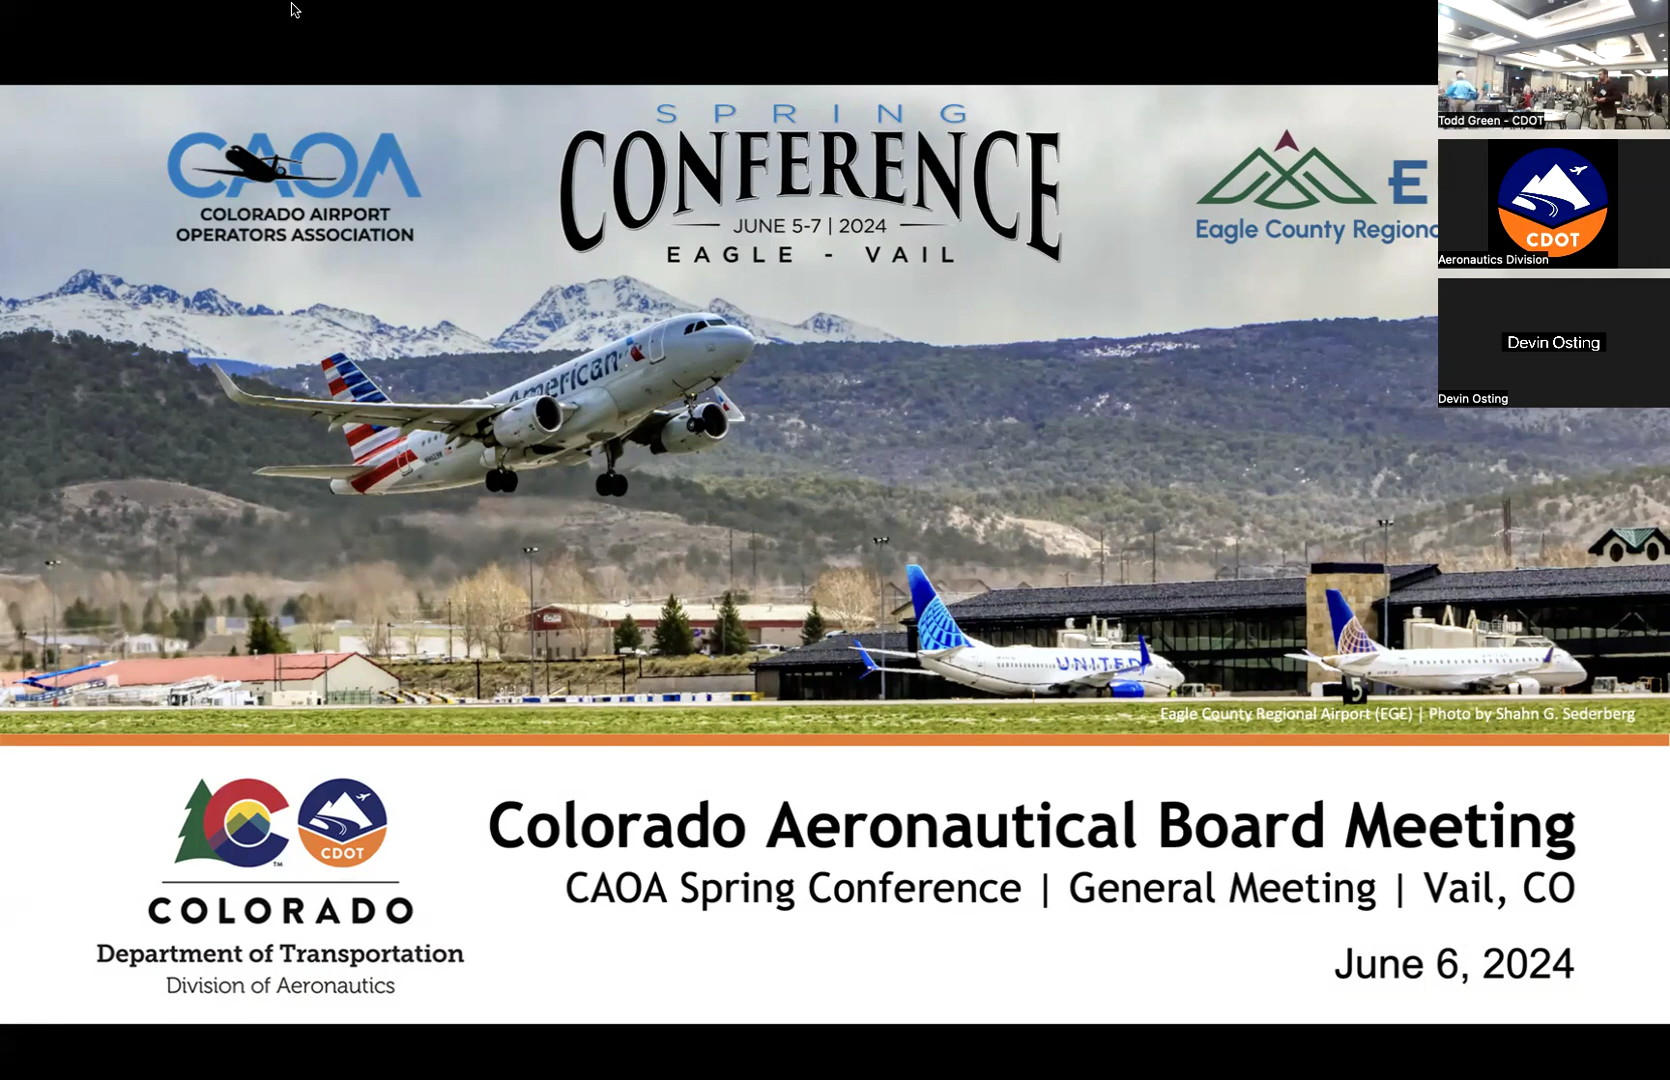 SPRING
CONFERENCE
JUNE 5-7 | 2024
EAGLE - VAIL
CAOA
COLORADO AIRPORT
OPERATORS ASSOCIATION
E
Eagle County Regiona
Todd Green - CDOT
CDOT
Aeronautics Division
Devin Osting
Devin Osting
American
UNITED
5
Eagle County Regional Airport (EGE) | Photo by Shahn G. Sederberg
CDOT
TM
COLORADO
Department of Transportation
Division of Aeronautics
Colorado Aeronautical Board Meeting
CAOA Spring Conference | General Meeting | Vail, CO
June 6, 2024